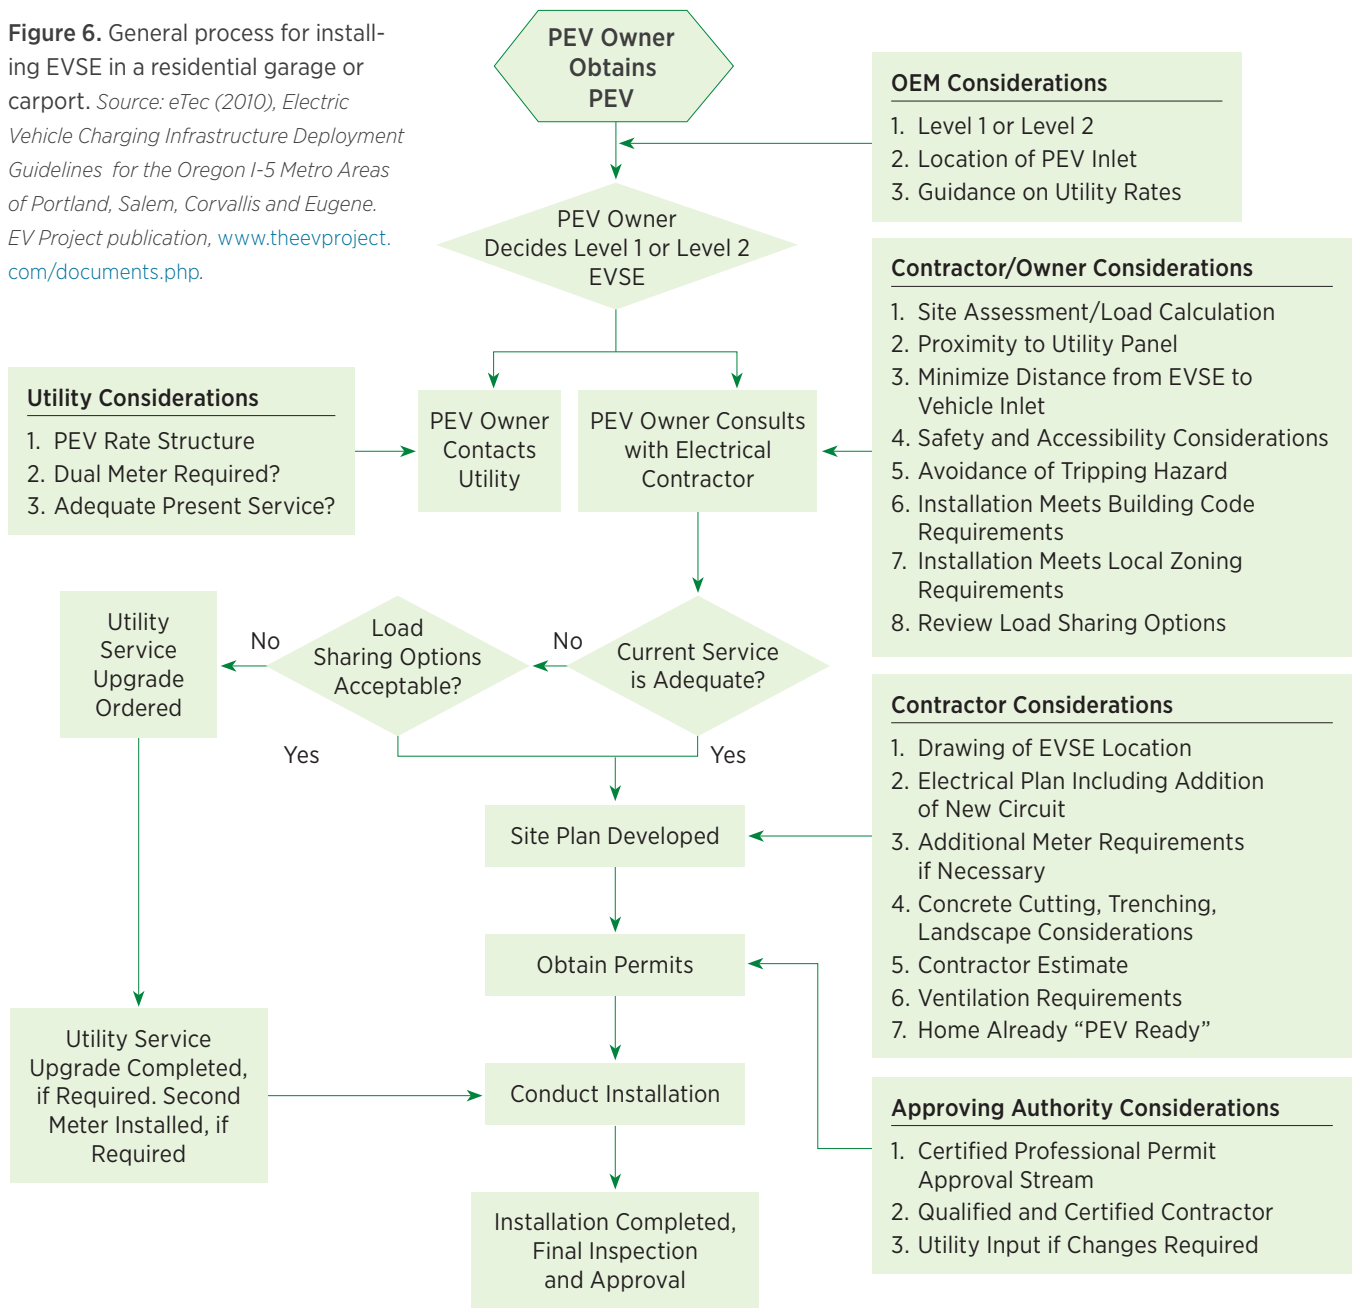 Figure 6. General process for install-
ing EVSE in a residential garage or
carport. Source: eTec (2010), Electric
Vehicle Charging Infrastructure Deployment
Guidelines for the Oregon I-5 Metro Areas
of Portland, Salem, Corvallis and Eugene.
EV Project publication, www.theevproject.
com/documents.php.
PEV Owner
Obtains
PEV
OEM Considerations
1. Level 1 or Level 2
2. Location of PEV Inlet
3. Guidance on Utility Rates
PEV Owner
Decides Level 1 or Level 2
EVSE
Contractor/Owner Considerations
1. Site Assessment/Load Calculation
2. Proximity to Utility Panel
3. Minimize Distance from EVSE to
Vehicle Inlet
4. Safety and Accessibility Considerations
5. Avoidance of Tripping Hazard
6. Installation Meets Building Code
Requirements
7. Installation Meets Local Zoning
Requirements
8. Review Load Sharing Options
Utility Considerations
1. PEV Rate Structure
2. Dual Meter Required?
3. Adequate Present Service?
PEV Owner
Contacts
Utility
PEV Owner Consults
with Electrical
Contractor
Utility
Service
Upgrade
Ordered
No
Load
Sharing Options
Acceptable?
No
Current Service
is Adequate?
Yes
Yes
Contractor Considerations
1. Drawing of EVSE Location
2. Electrical Plan Including Addition
of New Circuit
3. Additional Meter Requirements
if Necessary
4. Concrete Cutting, Trenching,
Landscape Considerations
5. Contractor Estimate
6. Ventilation Requirements
7. Home Already “PEV Ready”
Site Plan Developed
Obtain Permits
Utility Service
Upgrade Completed,
if Required. Second
Meter Installed, if
Required
Conduct Installation
Approving Authority Considerations
1. Certified Professional Permit
Approval Stream
2. Qualified and Certified Contractor
3. Utility Input if Changes Required
Installation Completed,
Final Inspection
and Approval